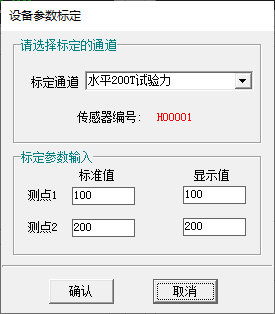 设备参数标定
请选择标定的通道
标定通道 水平200T试验力
传感器编号: H00001
标定参数输入
标准值 显示值
测点1 100 100
测点2 200 200
确认 取消